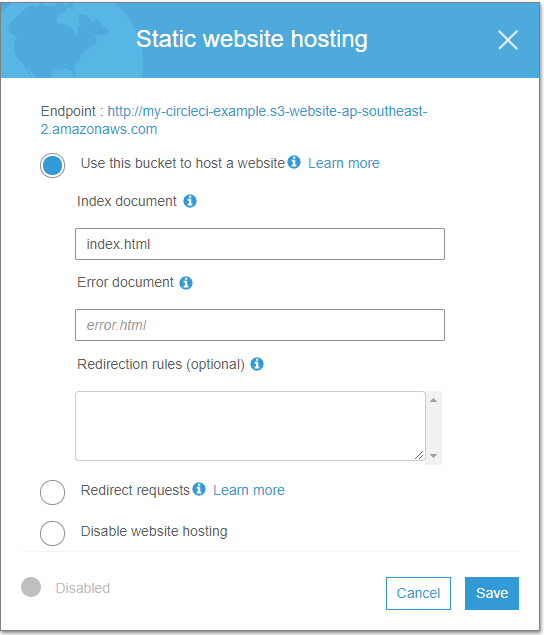 Static website hosting
Endpoint : http://my-circleci-example.s3-website-ap-southeast-
2.amazonaws.com
Use this bucket to host a website Learn more
Index document
index.html
Error document
error.html
Redirection rules (optional)
Redirect requests Learn more
Disable website hosting
Disabled Cancel Save